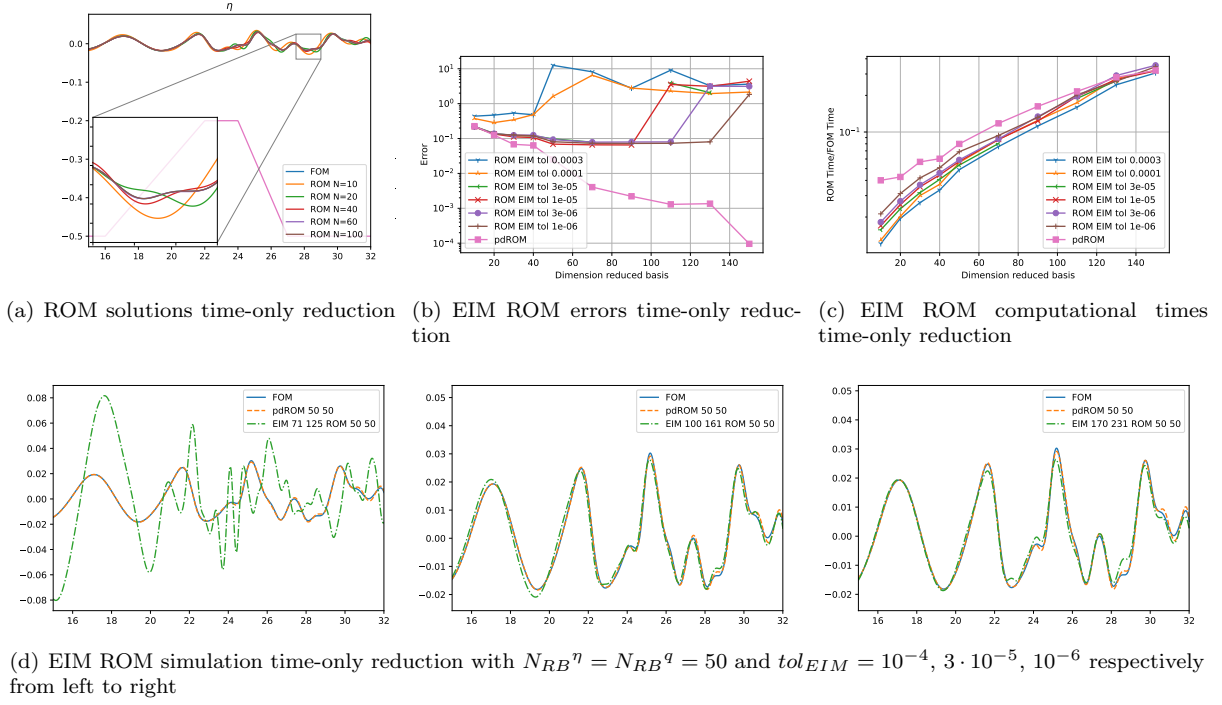 η
0.0
−0.1
−0.2
−0.3
−0.4
−0.5
FOM
ROM N=10
ROM N=20
ROM N=40
ROM N=60
ROM N=100
16 18 20 22 24 26 28 30 32
(a) ROM solutions time-only reduction
Error
10^1
10^0
10^−1
10^−2
10^−3
10^−4
ROM EIM tol 0.0003
ROM EIM tol 0.0001
ROM EIM tol 3e-05
ROM EIM tol 1e-05
ROM EIM tol 3e-06
ROM EIM tol 1e-06
pdROM
20 40 60 80 100 120 140
Dimension reduced basis
(b) EIM ROM errors time-only reduc-
tion
ROM Time/FOM Time
10^−1
ROM EIM tol 0.0003
ROM EIM tol 0.0001
ROM EIM tol 3e-05
ROM EIM tol 1e-05
ROM EIM tol 3e-06
ROM EIM tol 1e-06
pdROM
20 40 60 80 100 120 140
Dimension reduced basis
(c) EIM ROM computational times
time-only reduction
0.08
0.06
0.04
0.02
0.00
−0.02
−0.04
−0.06
−0.08
FOM
pdROM 50 50
EIM 71 125 ROM 50 50
16 18 20 22 24 26 28 30 32
0.05
0.04
0.03
0.02
0.01
0.00
−0.01
−0.02
FOM
pdROM 50 50
EIM 100 161 ROM 50 50
16 18 20 22 24 26 28 30 32
0.05
0.04
0.03
0.02
0.01
0.00
−0.01
−0.02
FOM
pdROM 50 50
EIM 170 231 ROM 50 50
16 18 20 22 24 26 28 30 32
(d) EIM ROM simulation time-only reduction with N_{RB}^η = N_{RB}^q = 50 and tol_{EIM} = 10^{−4}, 3 · 10^{−5}, 10^{−6} respectively
from left to right